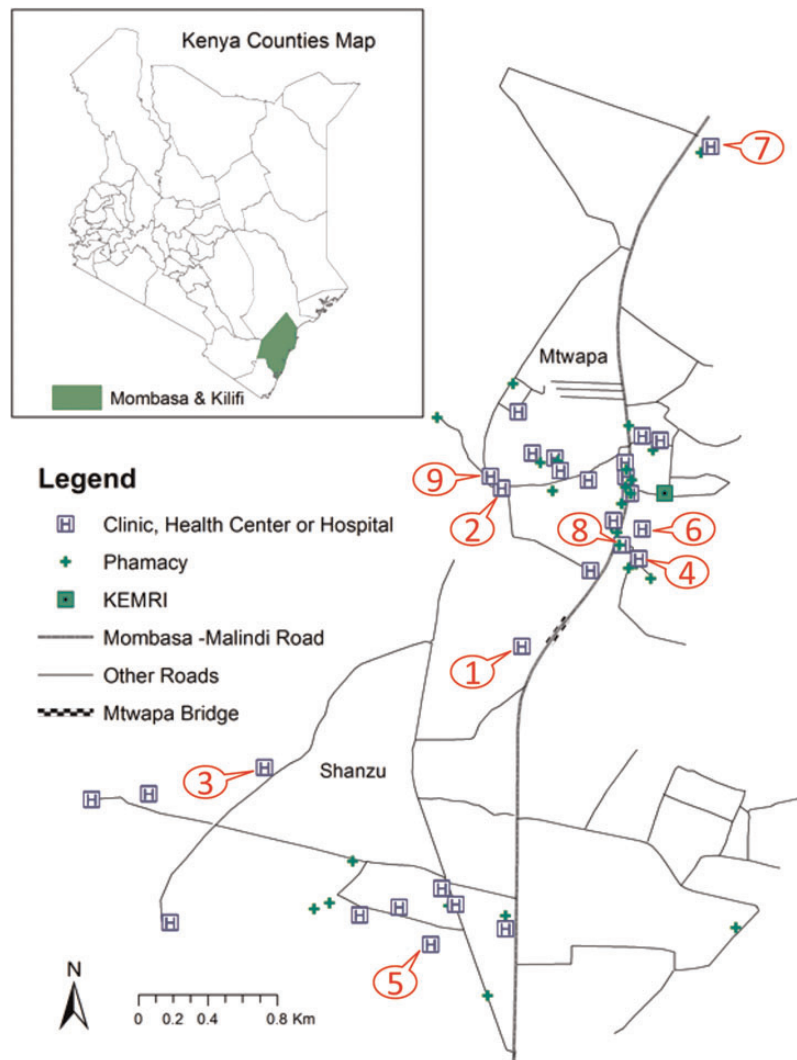 Kenya Counties Map
Mombasa & Kilifi
7
Mtwapa
Legend
H Clinic, Health Center or Hospital
Phamacy
KEMRI
Mombasa -Malindi Road
Other Roads
Mtwapa Bridge
9
2
8
6
4
1
3
Shanzu
5
N
0 0.2 0.4 0.8 Km